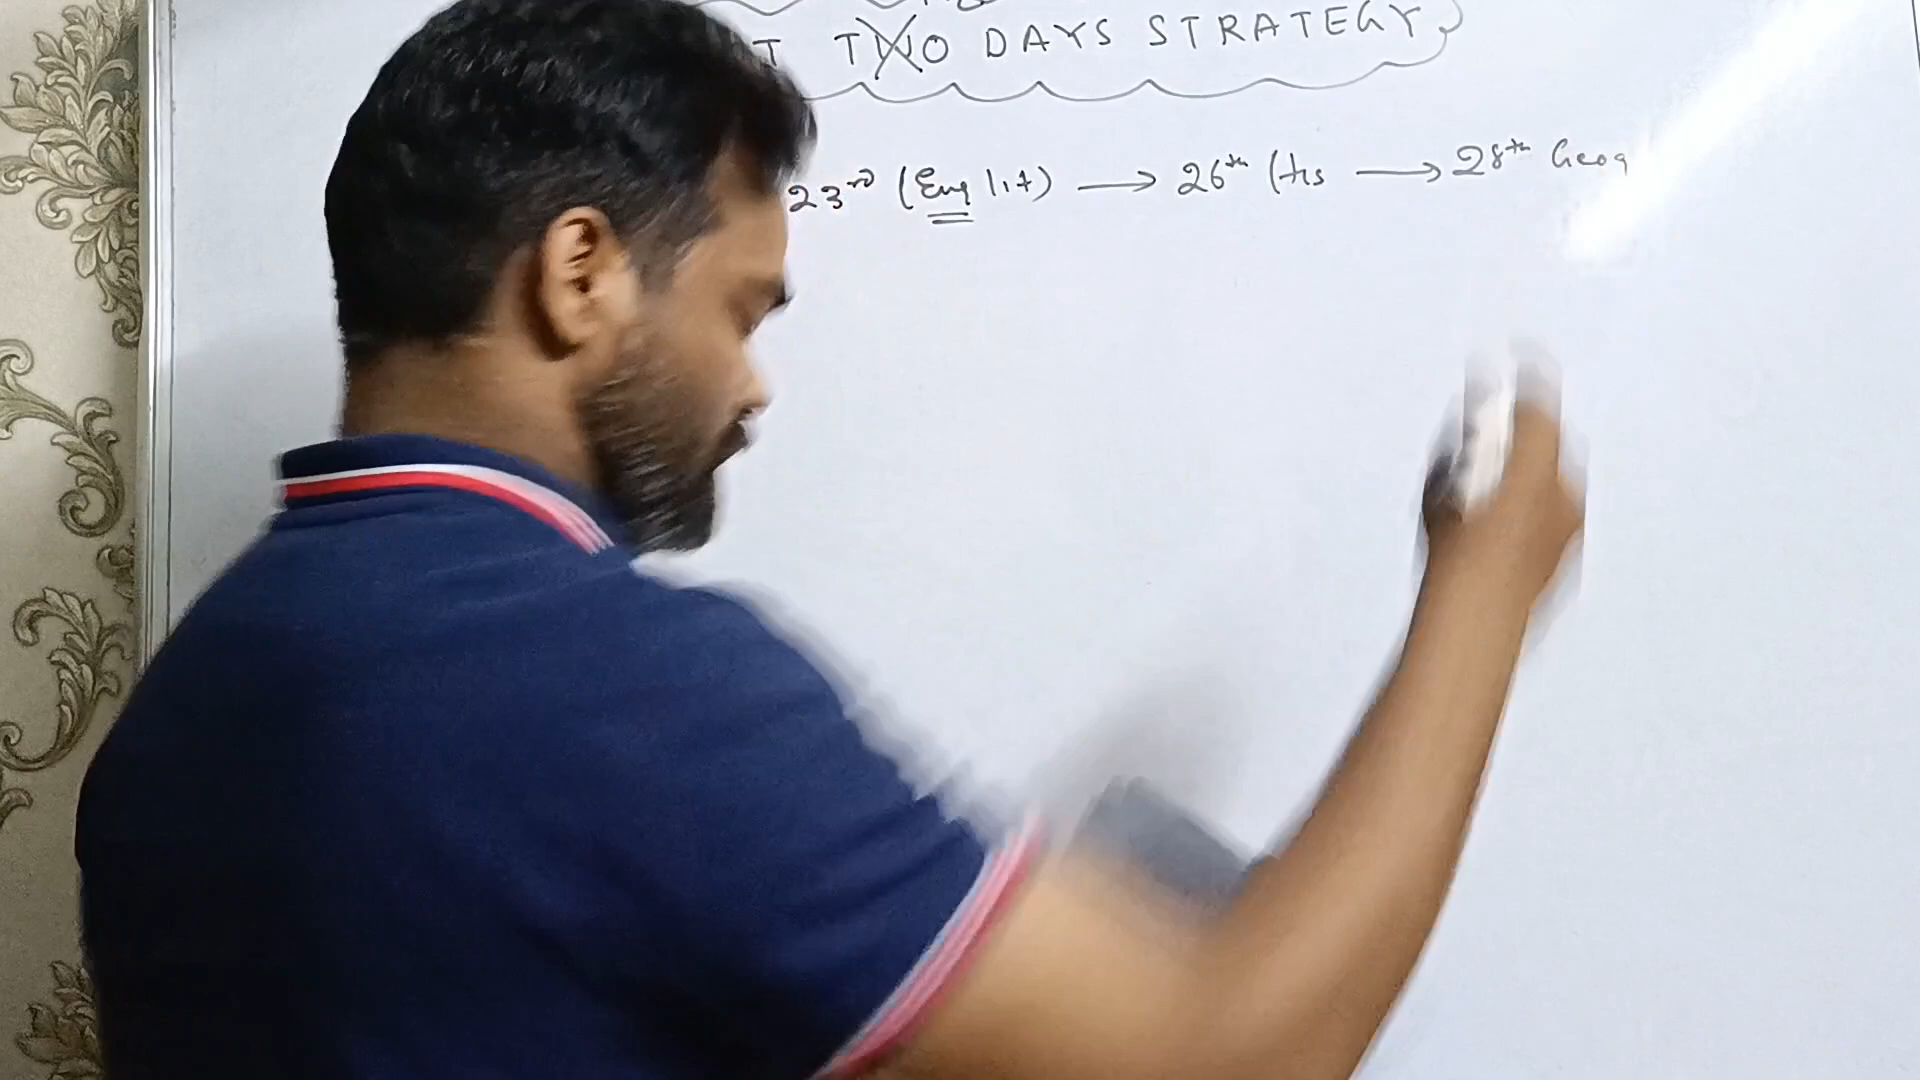 T TWO DAYS STRATEGY
23rd (Eng lit) → 26th (His → 28th Geog